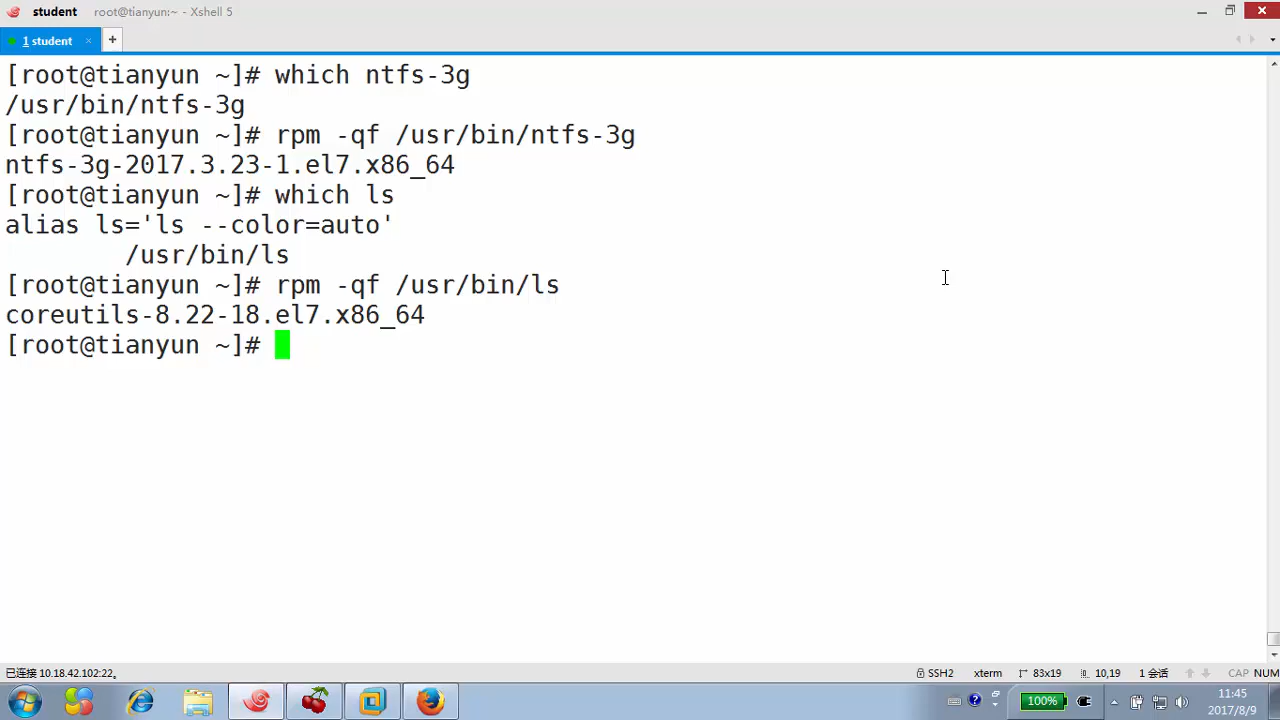 student root@tianyun:~ - Xshell 5
1 student
[root@tianyun ~]# which ntfs-3g
/usr/bin/ntfs-3g
[root@tianyun ~]# rpm -qf /usr/bin/ntfs-3g
ntfs-3g-2017.3.23-1.el7.x86_64
[root@tianyun ~]# which ls
alias ls='ls --color=auto'
/usr/bin/ls
[root@tianyun ~]# rpm -qf /usr/bin/ls
coreutils-8.22-18.el7.x86_64
[root@tianyun ~]#
已连接 10.18.42.102:22。 SSH2 xterm 83x19 10,19 1 会话 CAP NUM
100% 11:45
2017/8/9